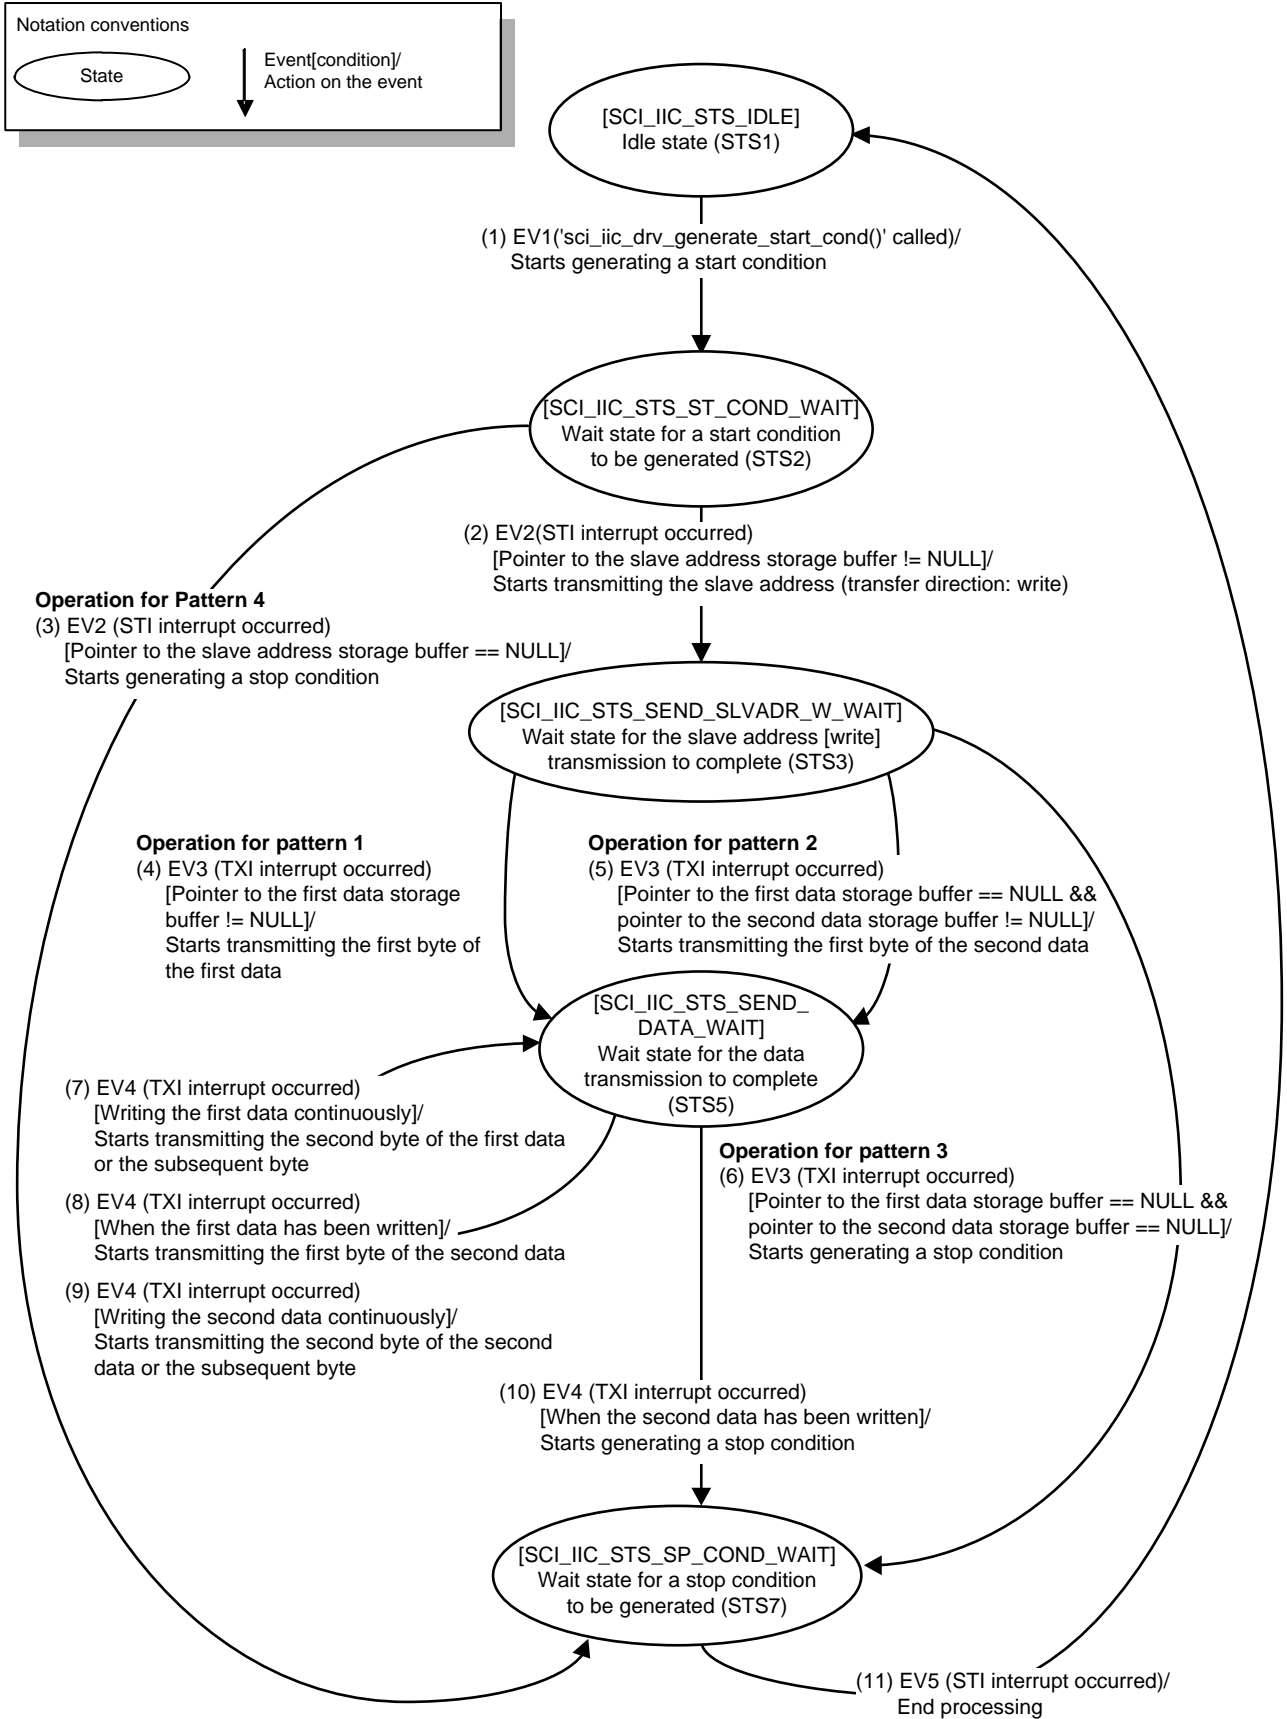 Notation conventions
State
Event[condition]/
Action on the event
[SCI_IIC_STS_IDLE]
Idle state (STS1)
(1) EV1('sci_iic_drv_generate_start_cond()' called)/
Starts generating a start condition
[SCI_IIC_STS_ST_COND_WAIT]
Wait state for a start condition
to be generated (STS2)
(2) EV2(STI interrupt occurred)
[Pointer to the slave address storage buffer != NULL]/
Starts transmitting the slave address (transfer direction: write)
Operation for Pattern 4
(3) EV2 (STI interrupt occurred)
[Pointer to the slave address storage buffer == NULL]/
Starts generating a stop condition
[SCI_IIC_STS_SEND_SLVADR_W_WAIT]
Wait state for the slave address [write]
transmission to complete (STS3)
Operation for pattern 1
(4) EV3 (TXI interrupt occurred)
[Pointer to the first data storage
buffer != NULL]/
Starts transmitting the first byte of
the first data
Operation for pattern 2
(5) EV3 (TXI interrupt occurred)
[Pointer to the first data storage buffer == NULL &&
pointer to the second data storage buffer != NULL]/
Starts transmitting the first byte of the second data
[SCI_IIC_STS_SEND_
DATA_WAIT]
Wait state for the data
transmission to complete
(STS5)
(7) EV4 (TXI interrupt occurred)
[Writing the first data continuously]/
Starts transmitting the second byte of the first data
or the subsequent byte
(8) EV4 (TXI interrupt occurred)
[When the first data has been written]/
Starts transmitting the first byte of the second data
(9) EV4 (TXI interrupt occurred)
[Writing the second data continuously]/
Starts transmitting the second byte of the second
data or the subsequent byte
Operation for pattern 3
(6) EV3 (TXI interrupt occurred)
[Pointer to the first data storage buffer == NULL &&
pointer to the second data storage buffer == NULL]/
Starts generating a stop condition
(10) EV4 (TXI interrupt occurred)
[When the second data has been written]/
Starts generating a stop condition
[SCI_IIC_STS_SP_COND_WAIT]
Wait state for a stop condition
to be generated (STS7)
(11) EV5 (STI interrupt occurred)/
End processing